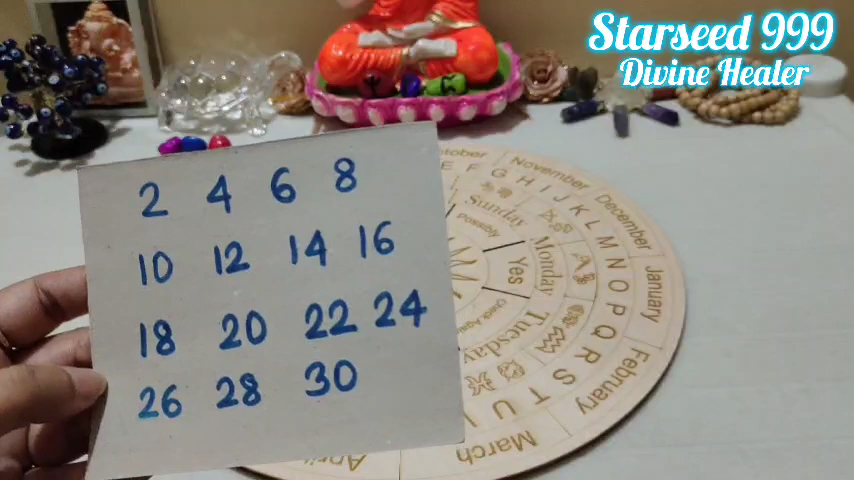 Starseed 999
Divine Healer
2 4 6 8
10 12 14 16
18 20 22 24
26 28 30
November
December
January
February
March
E F G H I J K L M N O P Q R S T U
Sunday
Monday
Tuesday
Possibly
Yes